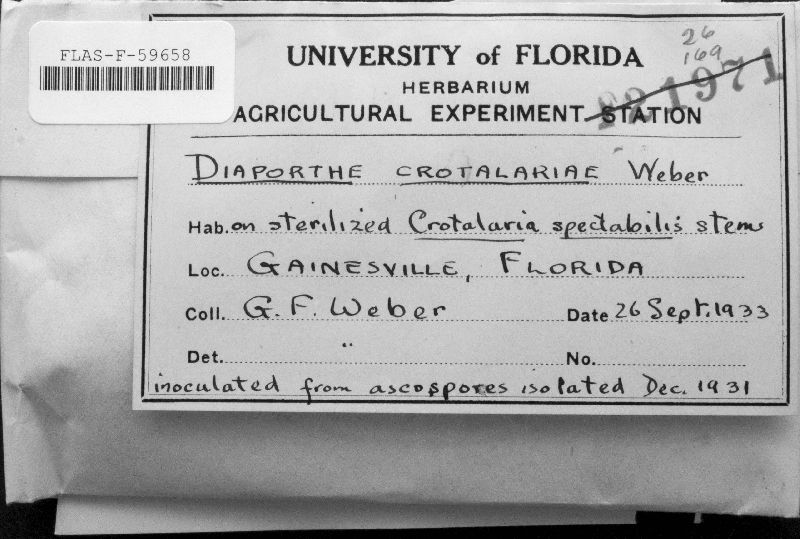 FLAS-F-59658
UNIVERSITY of FLORIDA
26
169
HERBARIUM
1971
AGRICULTURAL EXPERIMENT STATION
DIAPORTHE CROTALARIAE Weber
Hab. on sterilized Crotalaria spectabilis stems
Loc. GAINESVILLE, FLORIDA
Coll. G. F. Weber Date 26 Sept. 1933
Det. " No.
inoculated from ascospores isolated Dec. 1931